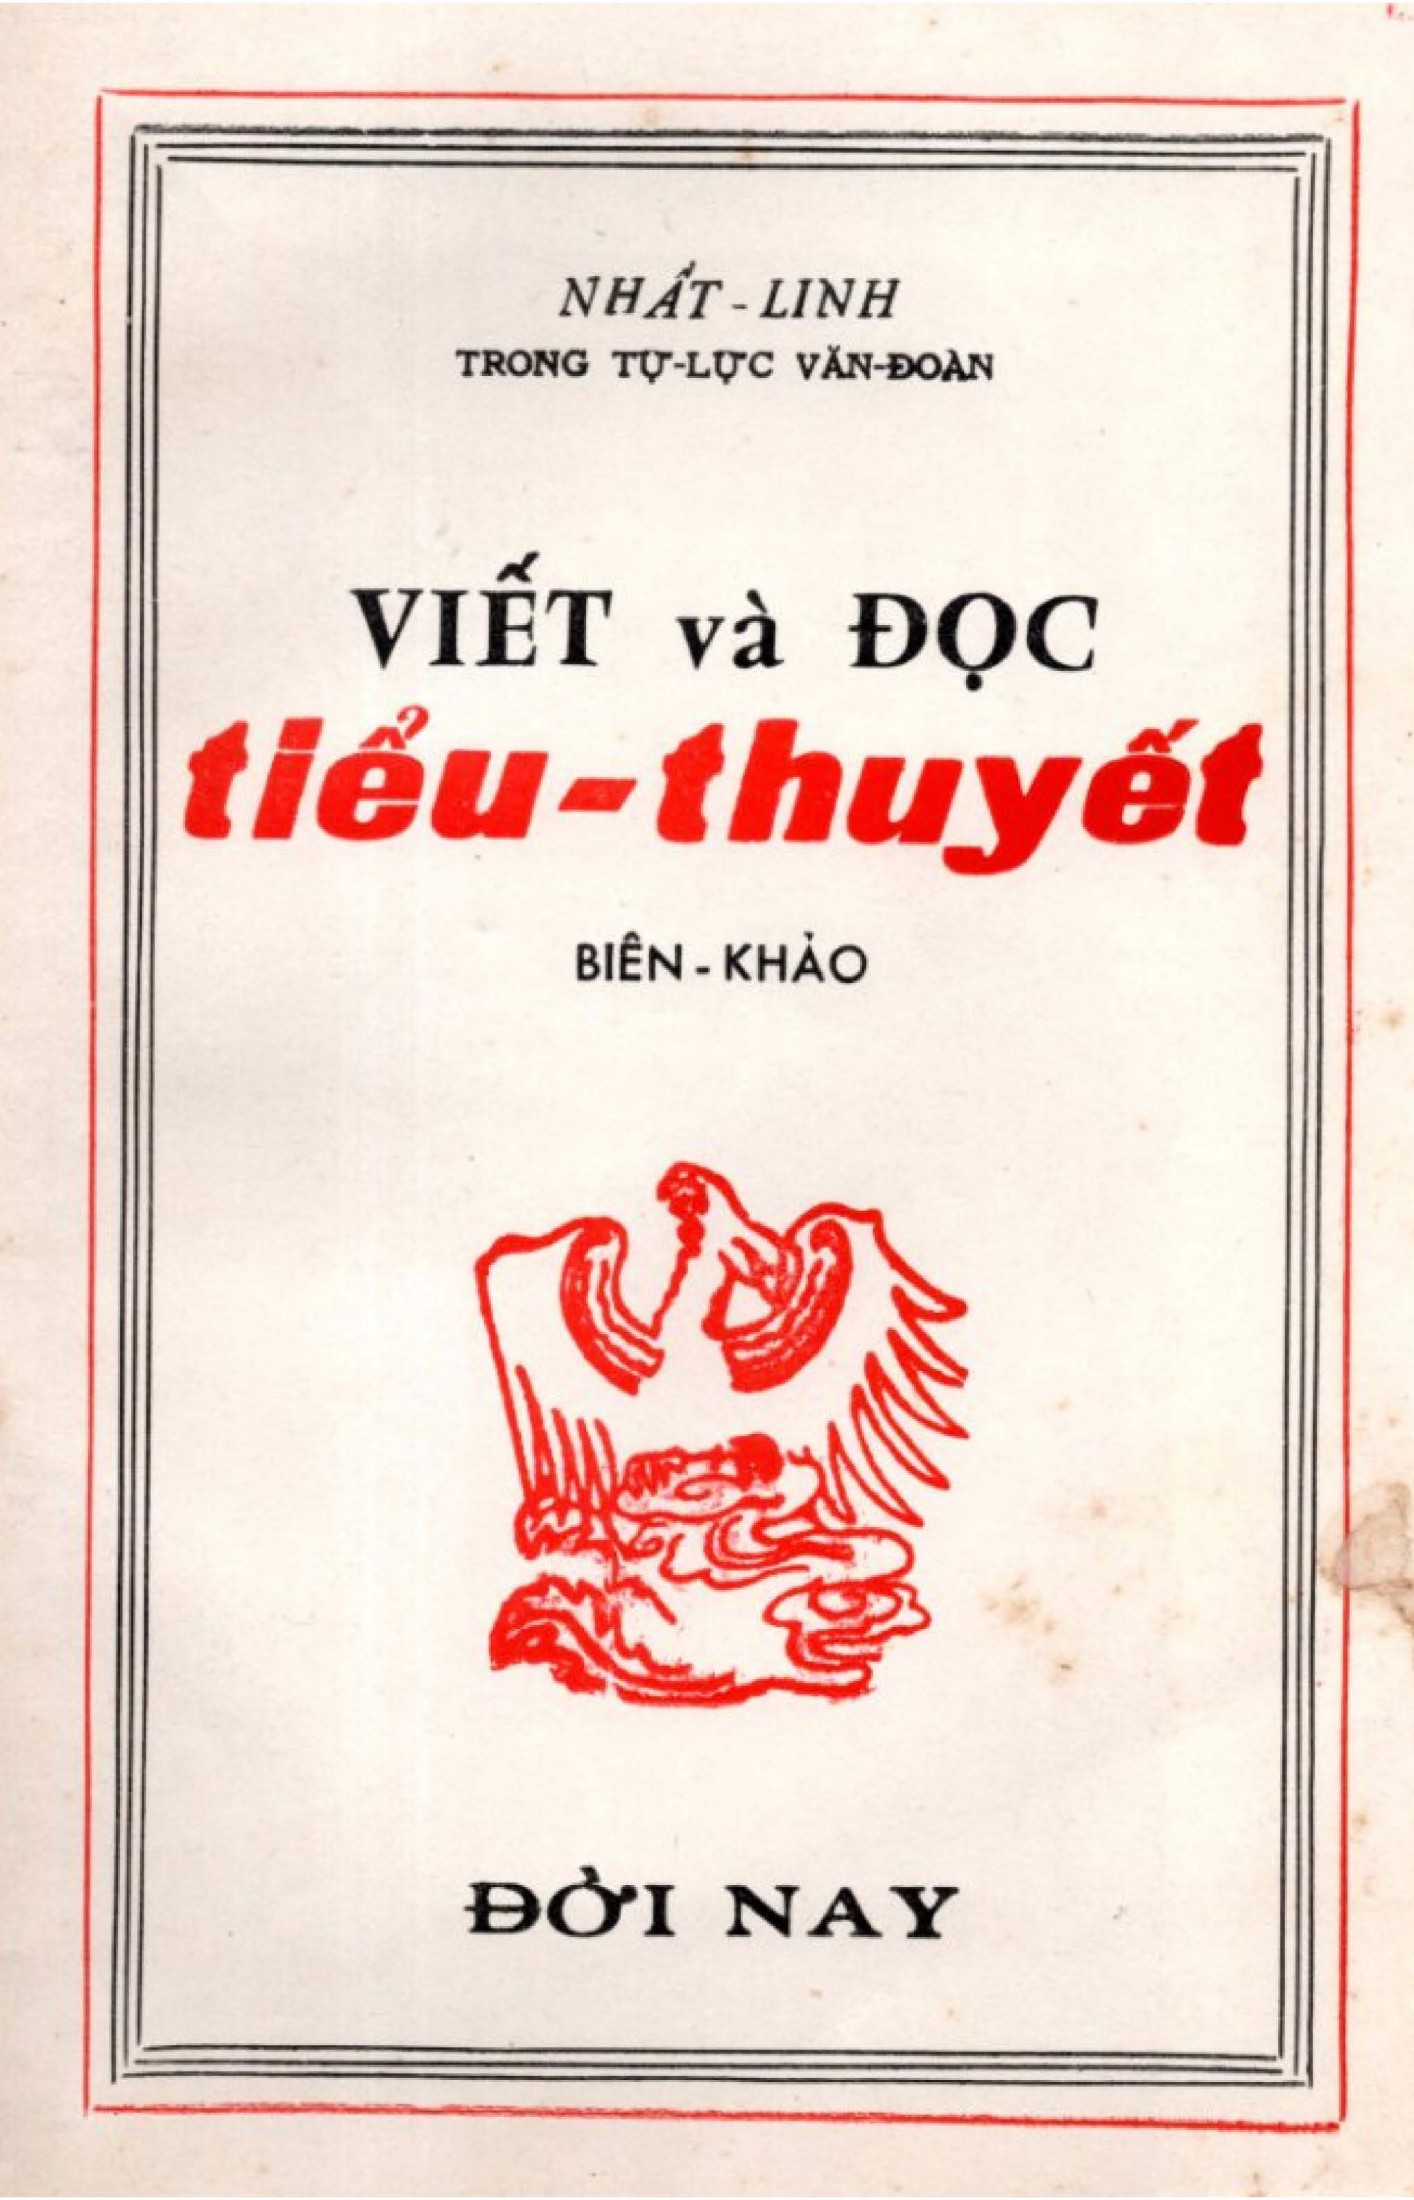 NHẤT - LINH
TRONG TỰ-LỰC VĂN-ĐOÀN
VIẾT và ĐỌC
tiểu-thuyết
BIÊN - KHẢO
ĐỜI NAY